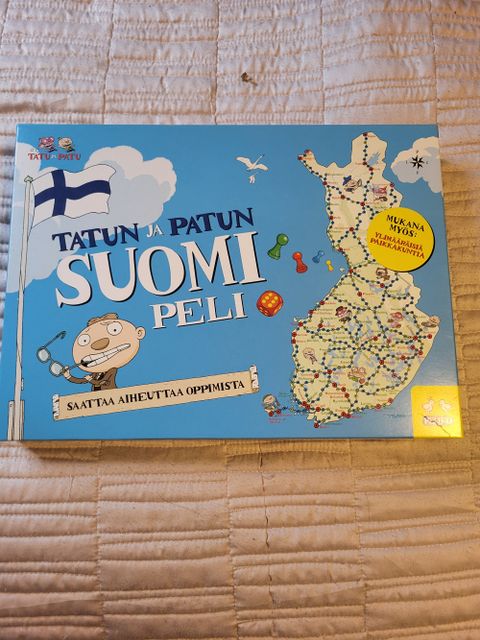 TATU & PATU
TATUN JA PATUN
SUOMI
PELI
SAATTAA AIHEUTTAA OPPIMISTA
MUKANA
MYÖS:
YLIMÄÄRÄISIÄ
PAIKKAKUNTIA